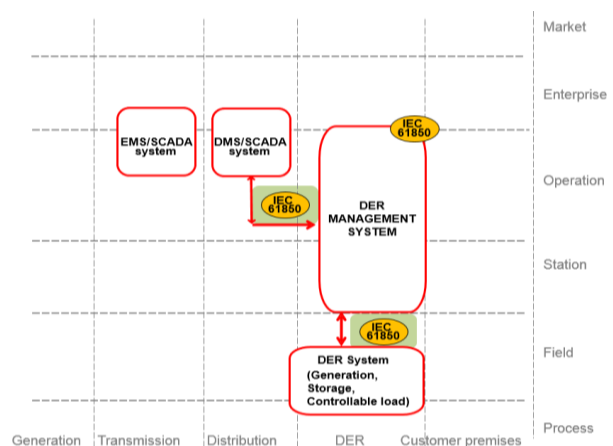 Market
Enterprise
IEC
61850
EMS/SCADA
system
DMS/SCADA
system
Operation
IEC
61850
DER
MANAGEMENT
SYSTEM
Station
IEC
61850
Field
DER System
(Generation,
Storage,
Controllable load)
Process
Generation Transmission Distribution DER Customer premises